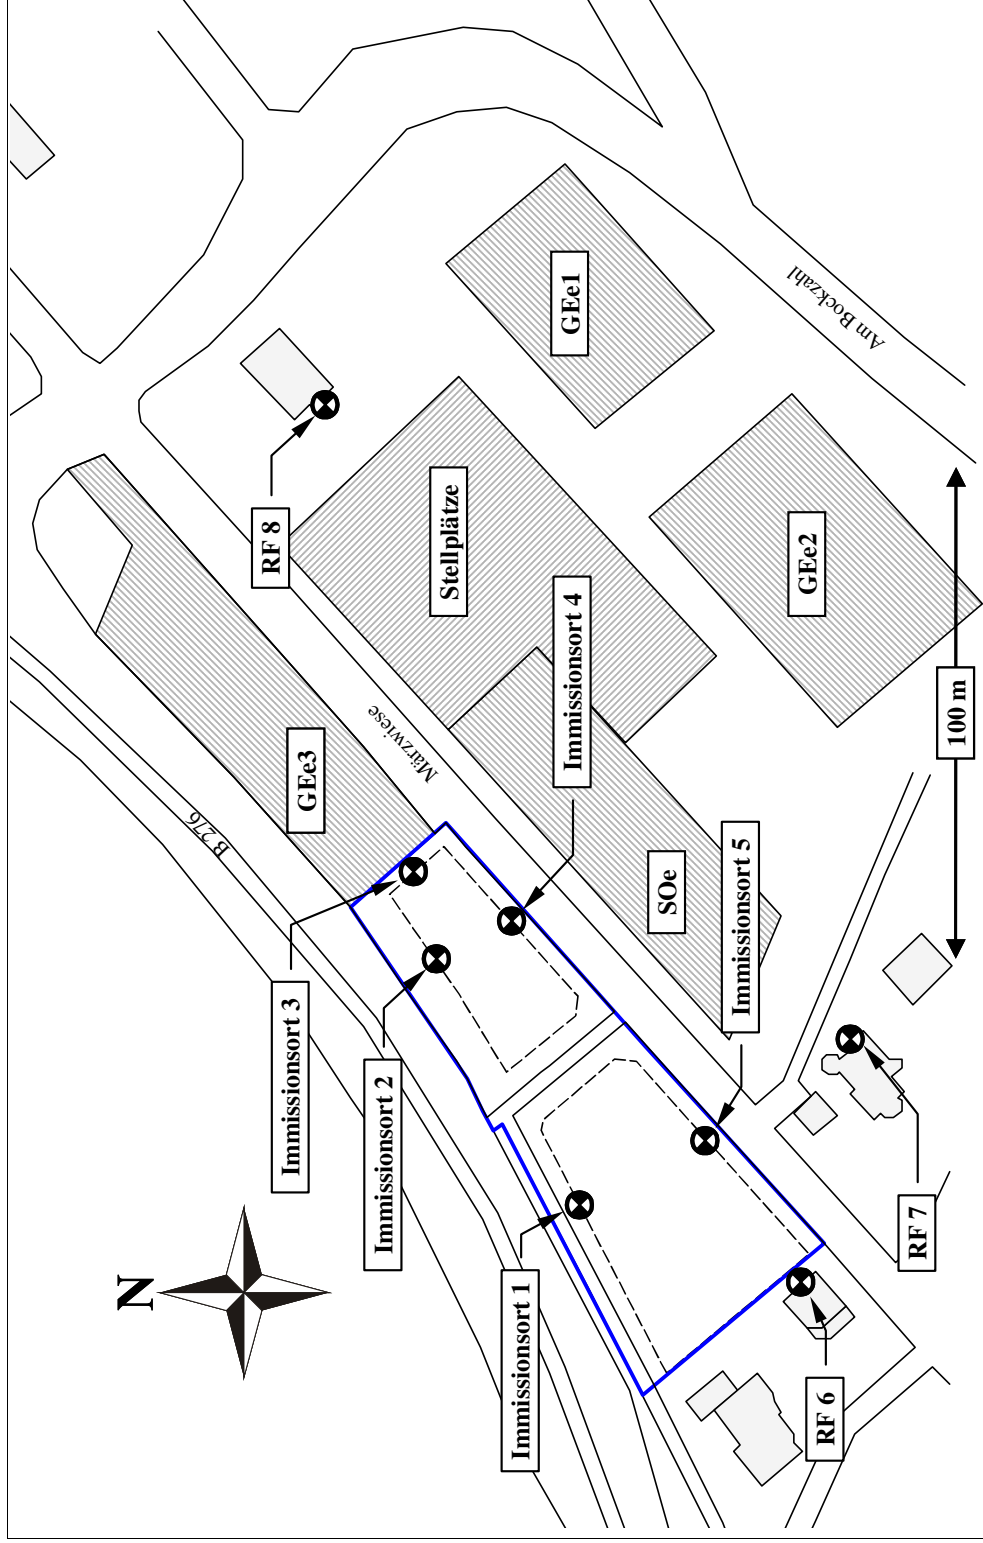 N
B 276
GEe3
Märzwiese
RF 8
Stellplätze
GEe1
Am Bockzahl
GEe2
SOe
Immissionsort 3
Immissionsort 2
Immissionsort 4
Immissionsort 5
Immissionsort 1
RF 6
RF 7
100 m